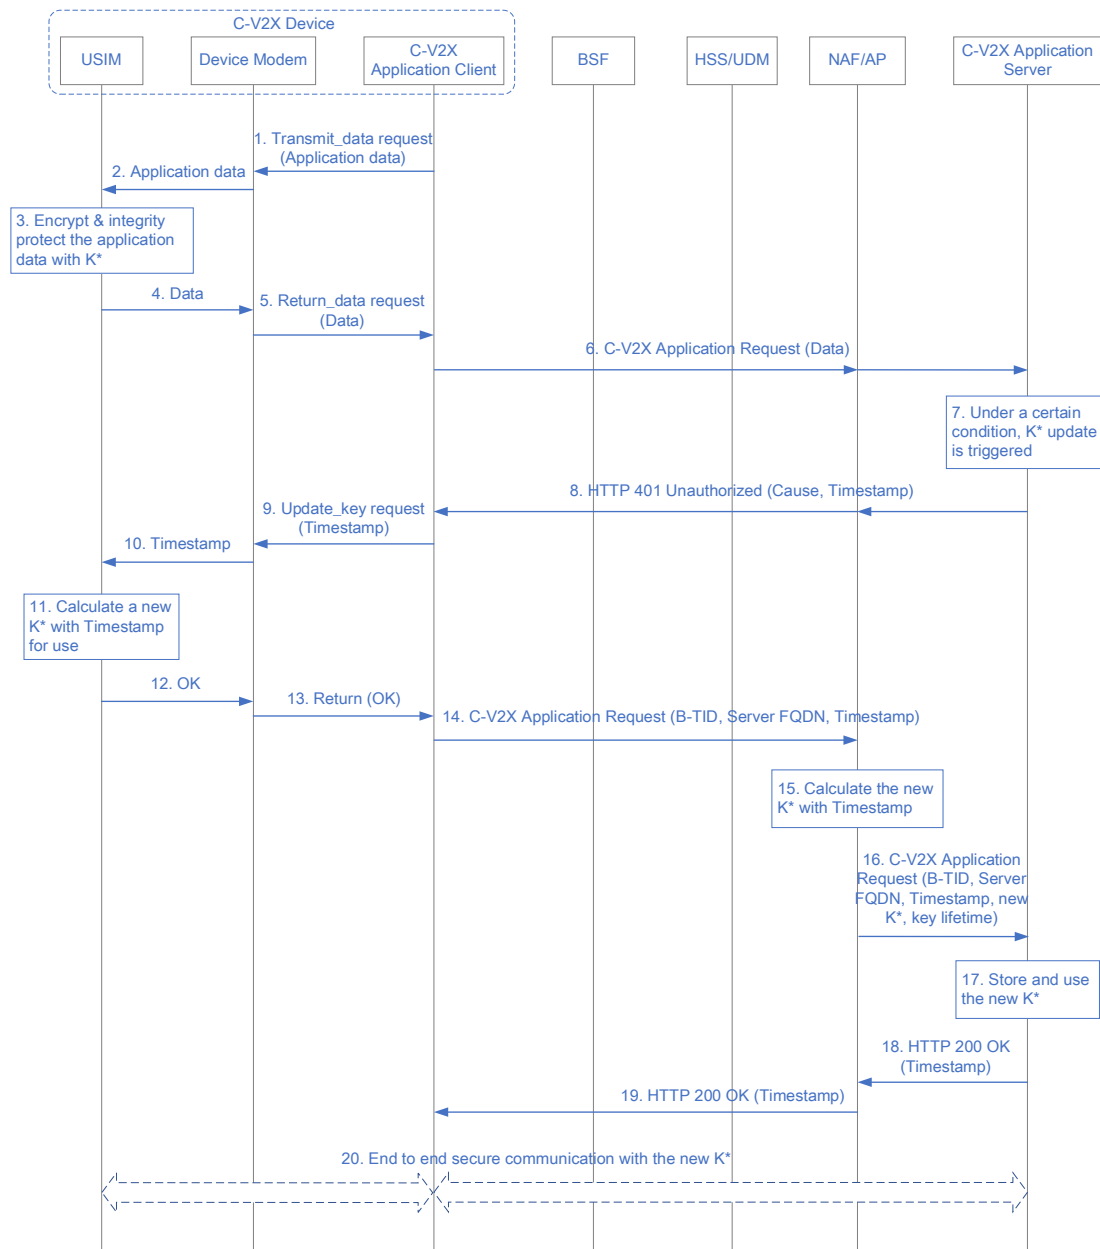 C-V2X Device
USIM
Device Modem
C-V2X
Application Client
BSF
HSS/UDM
NAF/AP
C-V2X Application
Server
1. Transmit_data request
(Application data)
2. Application data
3. Encrypt & integrity
protect the application
data with K*
4. Data
5. Return_data request
(Data)
6. C-V2X Application Request (Data)
7. Under a certain
condition, K* update
is triggered
8. HTTP 401 Unauthorized (Cause, Timestamp)
9. Update_key request
(Timestamp)
10. Timestamp
11. Calculate a new
K* with Timestamp
for use
12. OK
13. Return (OK)
14. C-V2X Application Request (B-TID, Server FQDN, Timestamp)
15. Calculate the new
K* with Timestamp
16. C-V2X Application
Request (B-TID, Server
FQDN, Timestamp, new
K*, key lifetime)
17. Store and use
the new K*
18. HTTP 200 OK
(Timestamp)
19. HTTP 200 OK (Timestamp)
20. End to end secure communication with the new K*